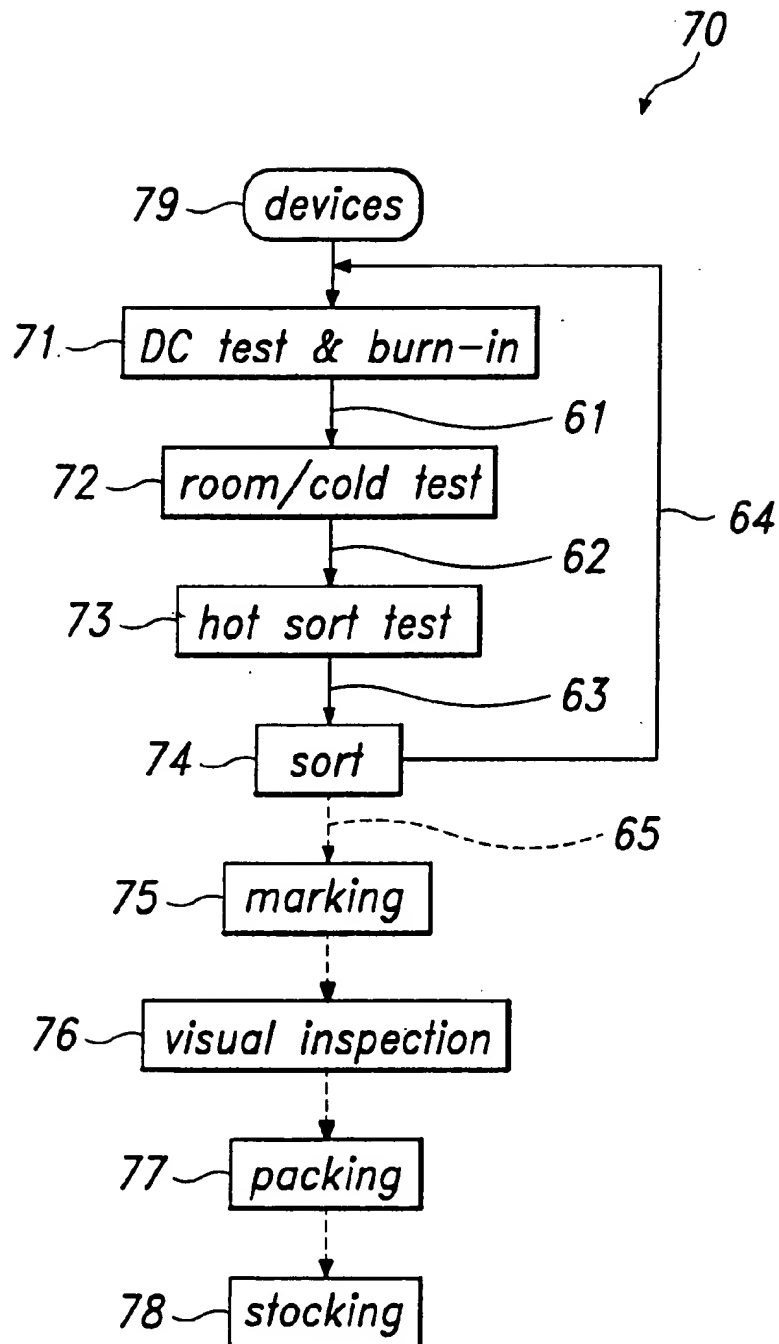 70
79 devices
71 DC test & burn-in
61
72 room/cold test
64
62
73 hot sort test
63
74 sort
65
75 marking
76 visual inspection
77 packing
78 stocking